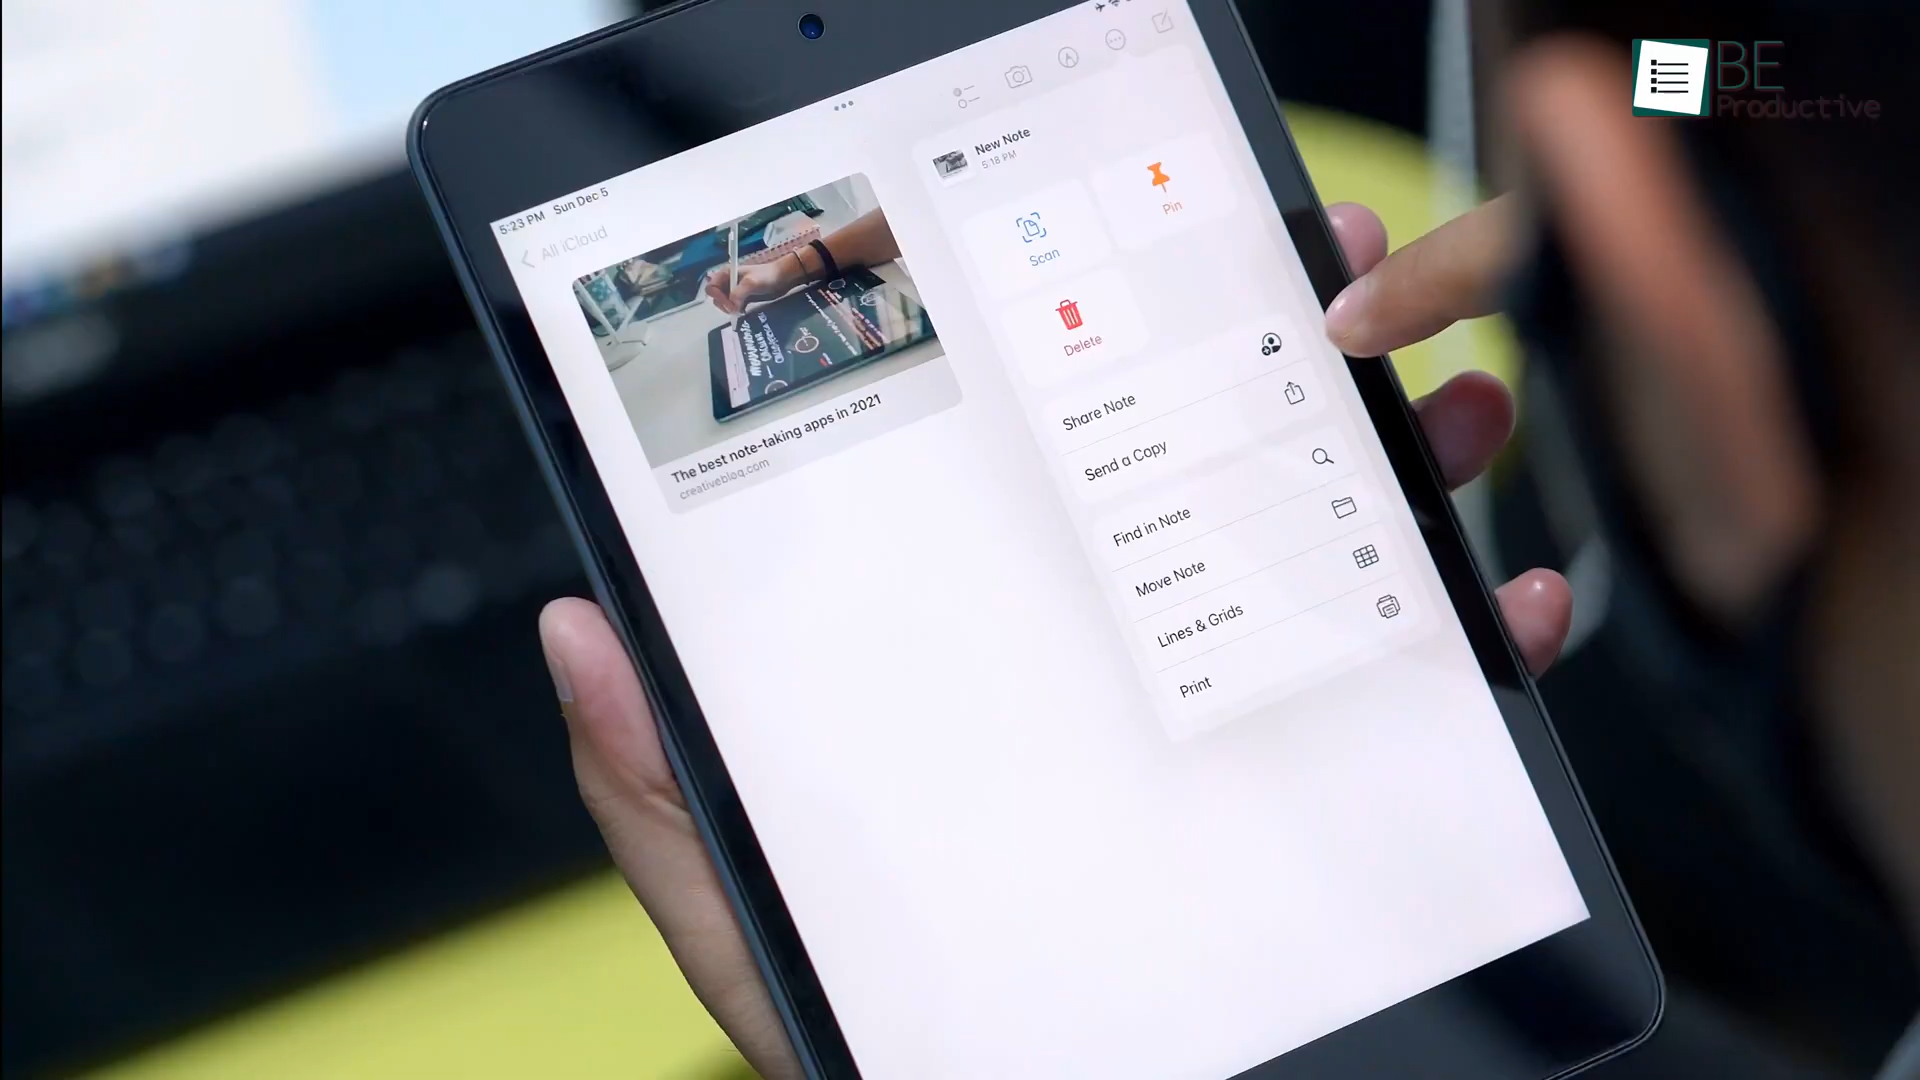 BE
Productive
5:23 PM Sun Dec 5
All iCloud
New Note
5:18 PM
Scan
Pin
Delete
Share Note
Send a Copy
Find in Note
Move Note
Lines & Grids
Print
The best note-taking apps in 2021
creativebloq.com